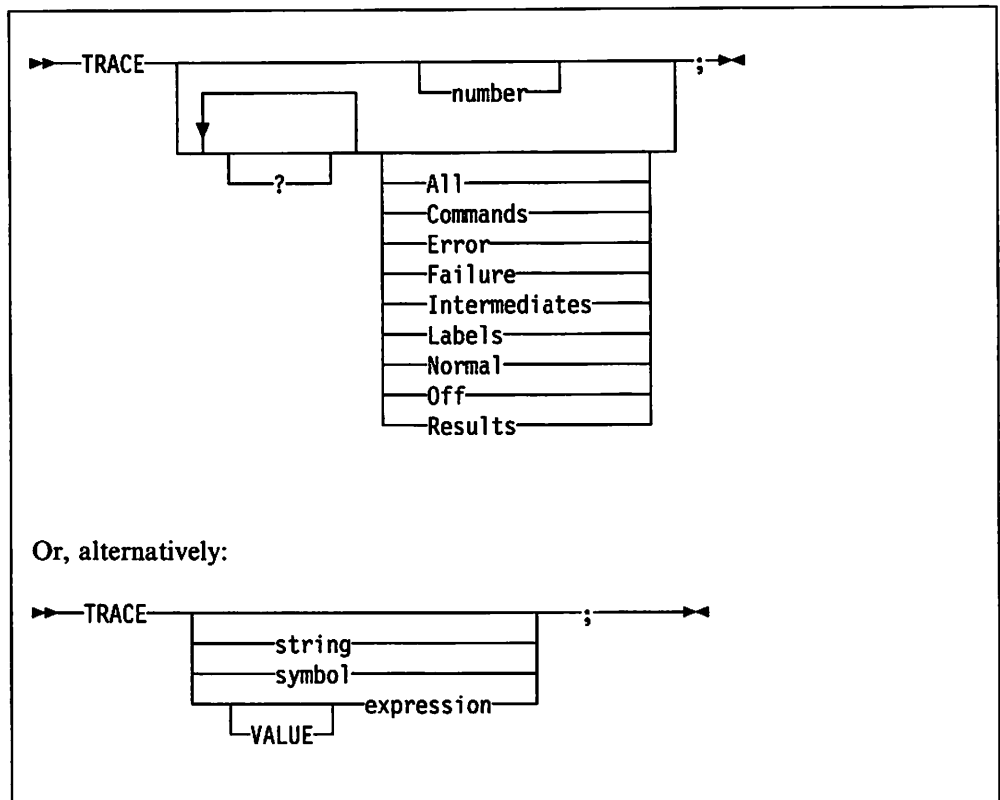 TRACE ;
number
?
All
Commands
Error
Failure
Intermediates
Labels
Normal
Off
Results
Or, alternatively:
TRACE ;
string
symbol
expression
VALUE